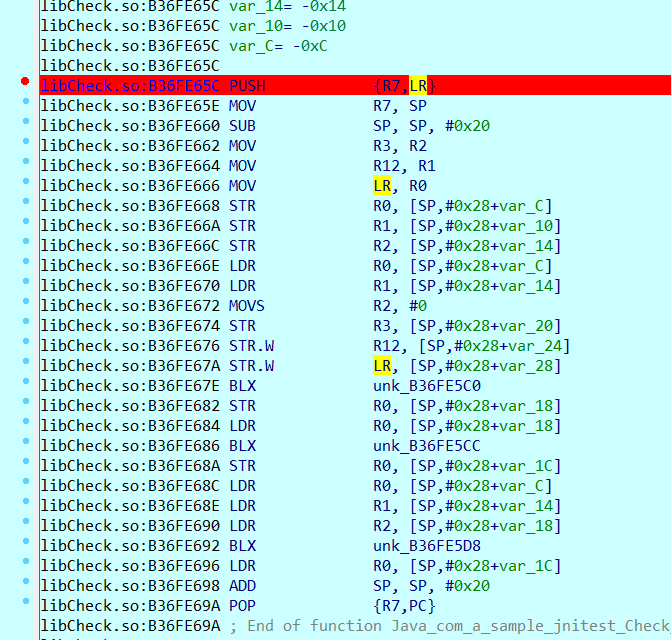 libCheck.so:B36FE65C var_14= -0x14
libCheck.so:B36FE65C var_10= -0x10
libCheck.so:B36FE65C var_C= -0xC
libCheck.so:B36FE65C
libCheck.so:B36FE65C PUSH {R7,LR}
libCheck.so:B36FE65E MOV R7, SP
libCheck.so:B36FE660 SUB SP, SP, #0x20
libCheck.so:B36FE662 MOV R3, R2
libCheck.so:B36FE664 MOV R12, R1
libCheck.so:B36FE666 MOV LR, R0
libCheck.so:B36FE668 STR R0, [SP,#0x28+var_C]
libCheck.so:B36FE66A STR R1, [SP,#0x28+var_10]
libCheck.so:B36FE66C STR R2, [SP,#0x28+var_14]
libCheck.so:B36FE66E LDR R0, [SP,#0x28+var_C]
libCheck.so:B36FE670 LDR R1, [SP,#0x28+var_14]
libCheck.so:B36FE672 MOVS R2, #0
libCheck.so:B36FE674 STR R3, [SP,#0x28+var_20]
libCheck.so:B36FE676 STR.W R12, [SP,#0x28+var_24]
libCheck.so:B36FE67A STR.W LR, [SP,#0x28+var_28]
libCheck.so:B36FE67E BLX unk_B36FE5C0
libCheck.so:B36FE682 STR R0, [SP,#0x28+var_18]
libCheck.so:B36FE684 LDR R0, [SP,#0x28+var_18]
libCheck.so:B36FE686 BLX unk_B36FE5CC
libCheck.so:B36FE68A STR R0, [SP,#0x28+var_1C]
libCheck.so:B36FE68C LDR R0, [SP,#0x28+var_C]
libCheck.so:B36FE68E LDR R1, [SP,#0x28+var_14]
libCheck.so:B36FE690 LDR R2, [SP,#0x28+var_18]
libCheck.so:B36FE692 BLX unk_B36FE5D8
libCheck.so:B36FE696 LDR R0, [SP,#0x28+var_1C]
libCheck.so:B36FE698 ADD SP, SP, #0x20
libCheck.so:B36FE69A POP {R7,PC}
libCheck.so:B36FE69A ; End of function Java_com_a_sample_jnitest_Check